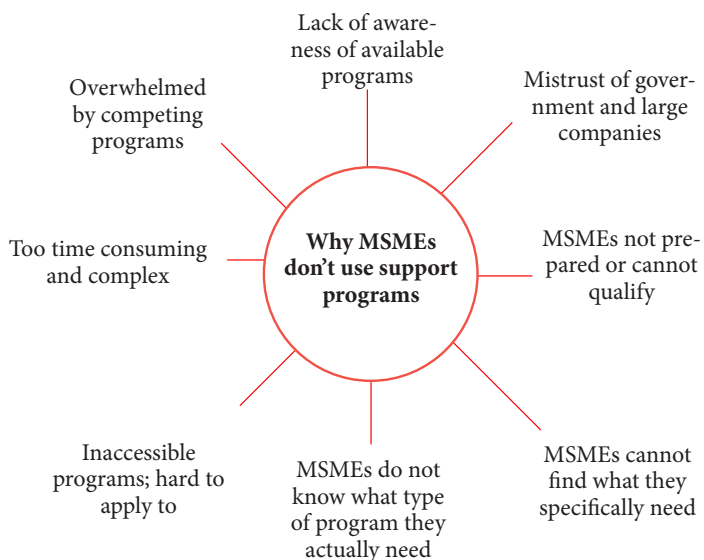 Lack of aware-
ness of available
programs
Mistrust of gover-
nment and large
companies
MSMEs not pre-
pared or cannot
qualify
MSMEs cannot
find what they
specifically need
MSMEs do not
know what type
of program they
actually need
Inaccessible
programs; hard to
apply to
Too time consuming
and complex
Overwhelmed
by competing
programs
Why MSMEs
don’t use support
programs